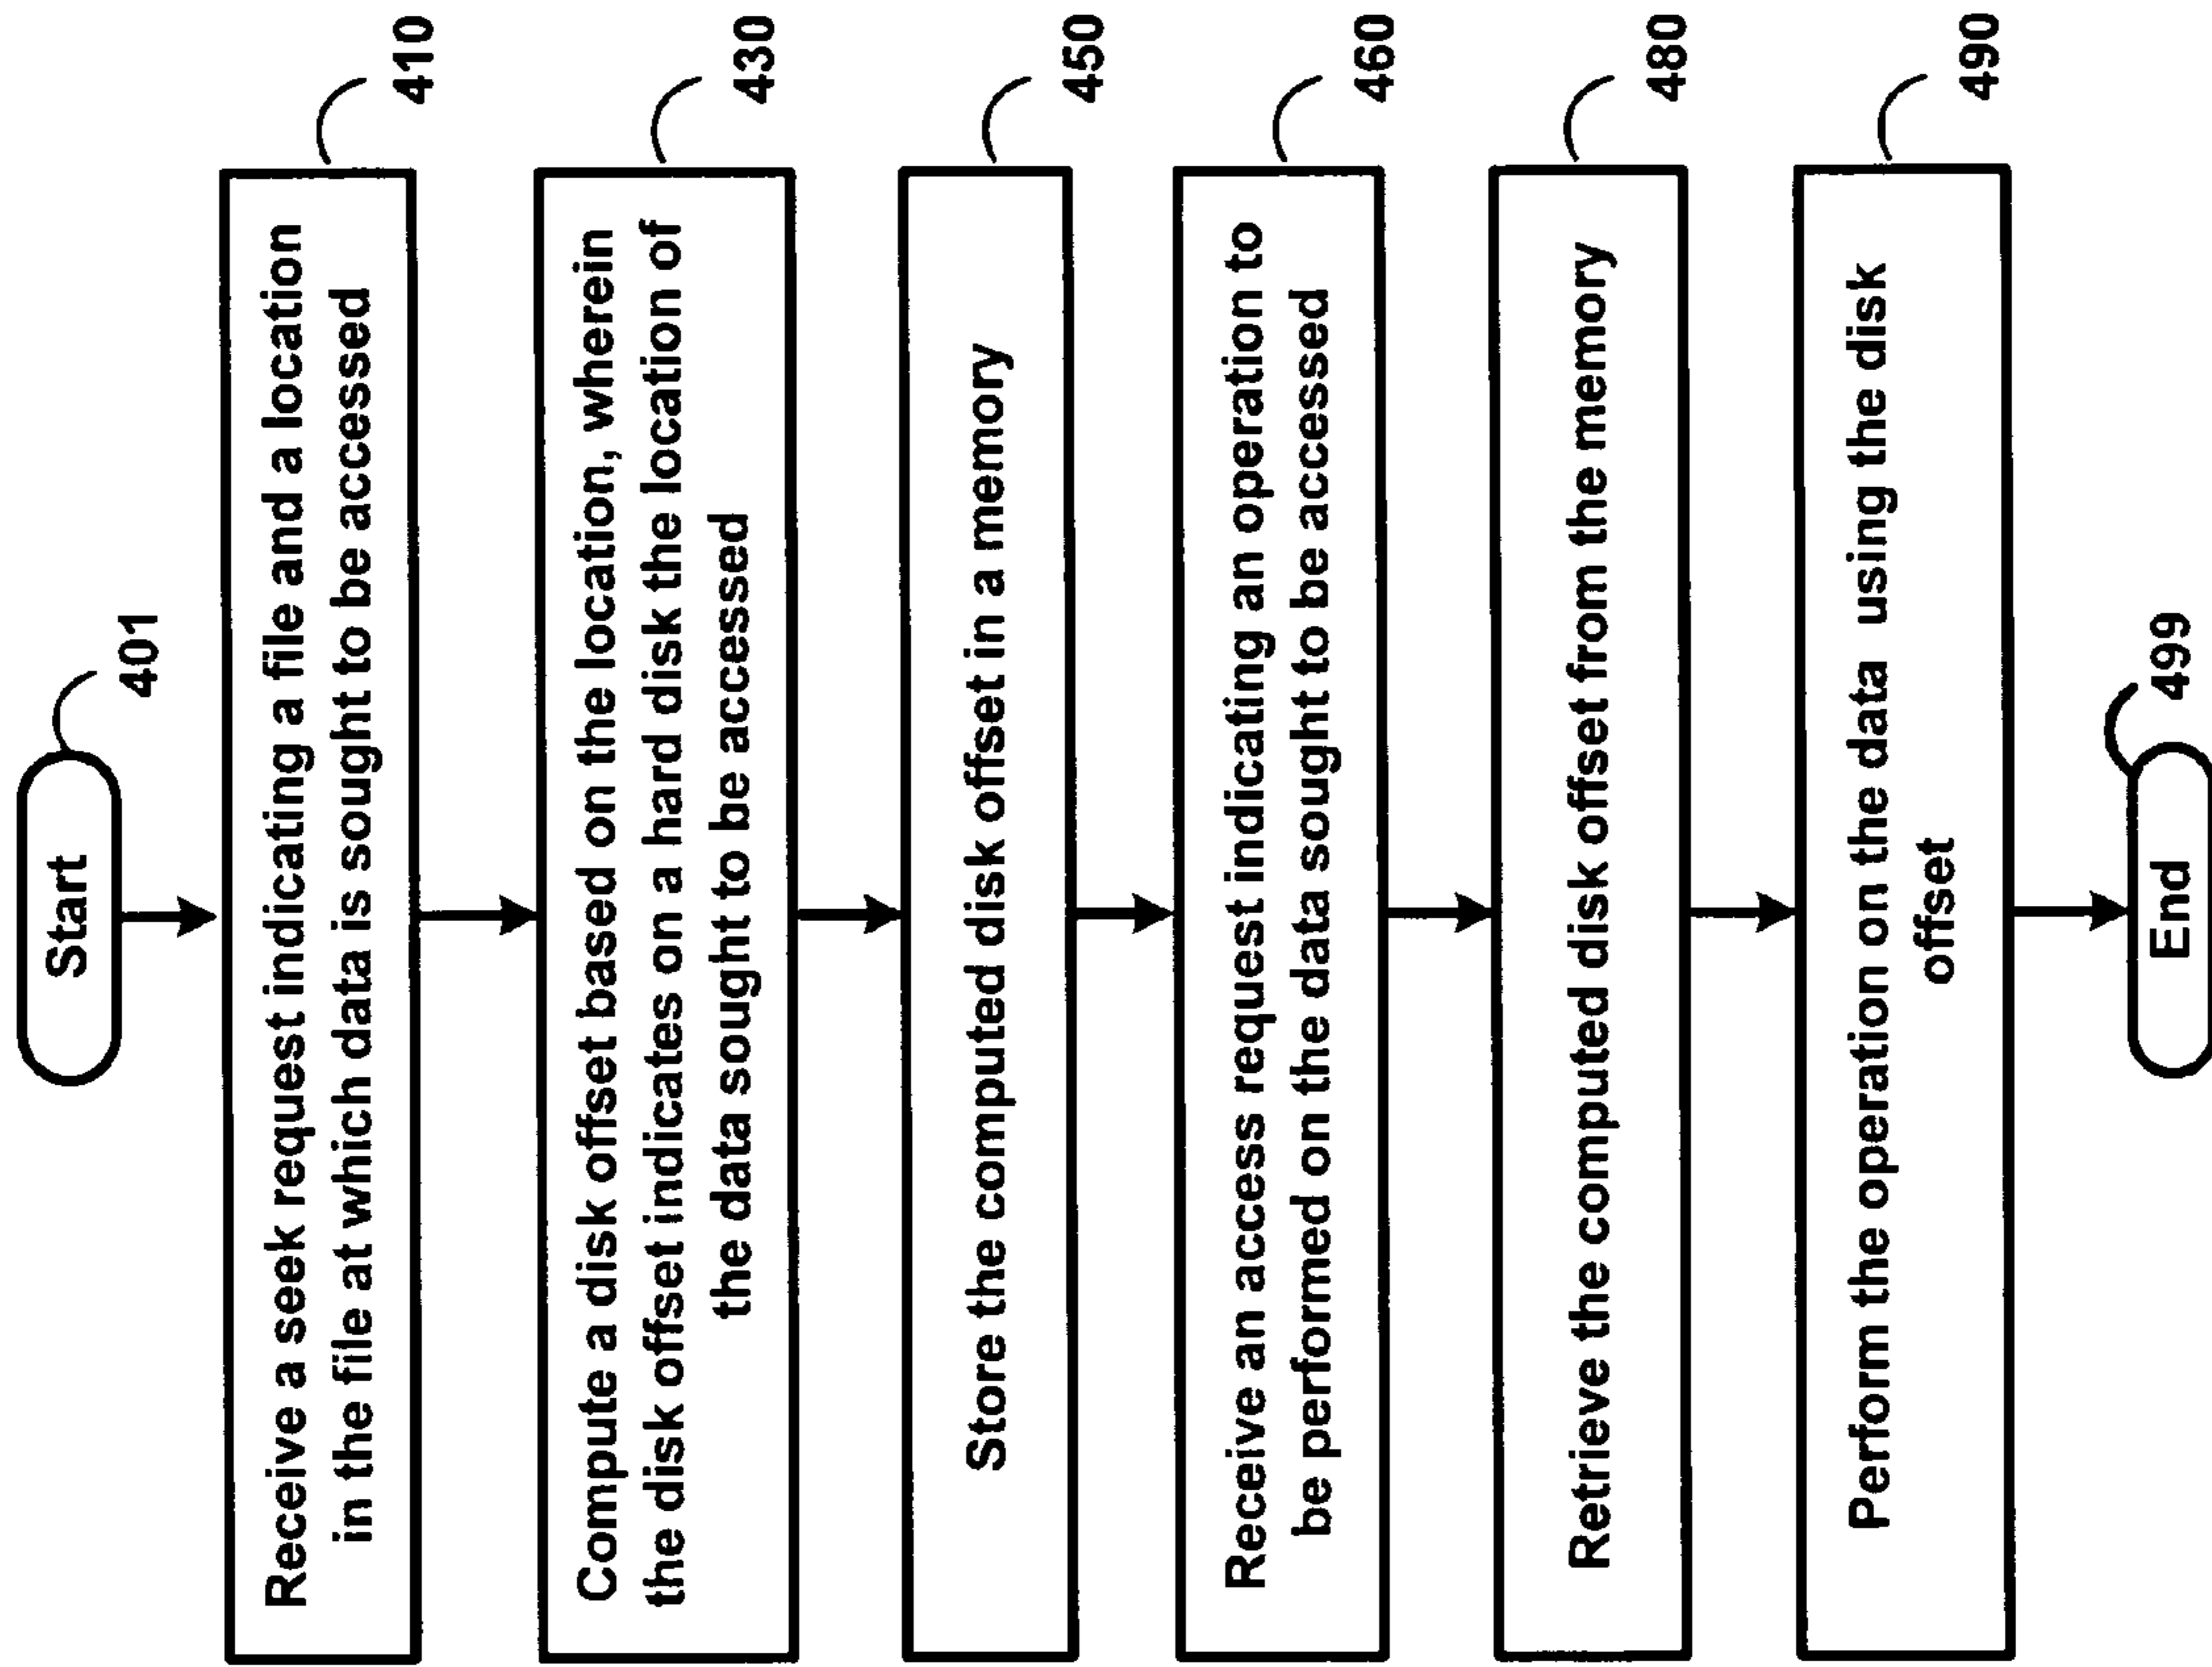 Start
401
Receive a seek request indicating a file and a location
in the file at which data is sought to be accessed
410
Compute a disk offset based on the location, wherein
the disk offset indicates on a hard disk the location of
the data sought to be accessed
430
Store the computed disk offset in a memory
450
Receive an access request indicating an operation to
be performed on the data sought to be accessed
460
Retrieve the computed disk offset from the memory
480
Perform the operation on the data using the disk
offset
490
End
499